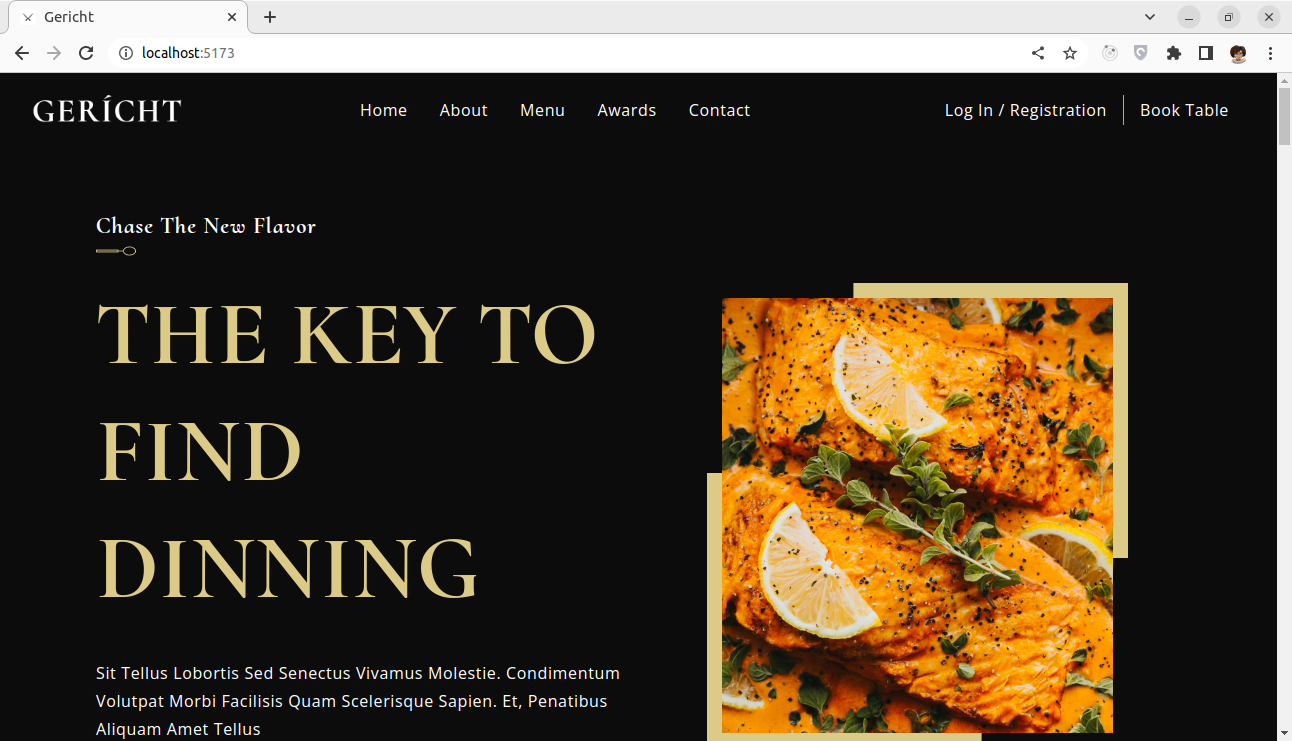 Gericht
localhost:5173
GERÍCHT
Home About Menu Awards Contact Log In / Registration Book Table
Chase The New Flavor
THE KEY TO
FIND
DINNING
Sit Tellus Lobortis Sed Senectus Vivamus Molestie. Condimentum
Volutpat Morbi Facilisis Quam Scelerisque Sapien. Et, Penatibus
Aliquam Amet Tellus